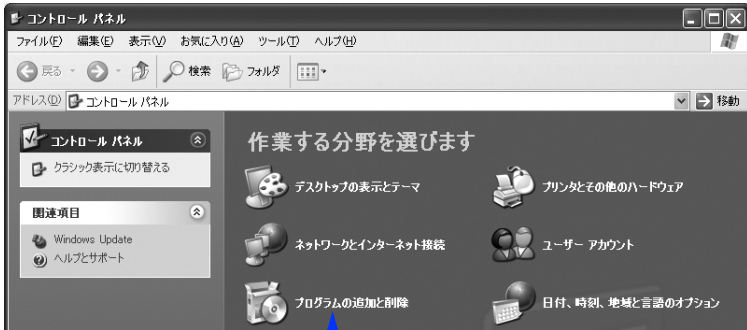 コントロール パネル
ファイル(F) 編集(E) 表示(V) お気に入り(A) ツール(T) ヘルプ(H)
戻る 検索 フォルダ
アドレス(D) コントロール パネル 移動
コントロール パネル
クラシック表示に切り替える
関連項目
Windows Update
ヘルプとサポート
作業する分野を選びます
デスクトップの表示とテーマ
プリンタとその他のハードウェア
ネットワークとインターネット接続
ユーザー アカウント
プログラムの追加と削除
日付、時刻、地域と言語のオプション